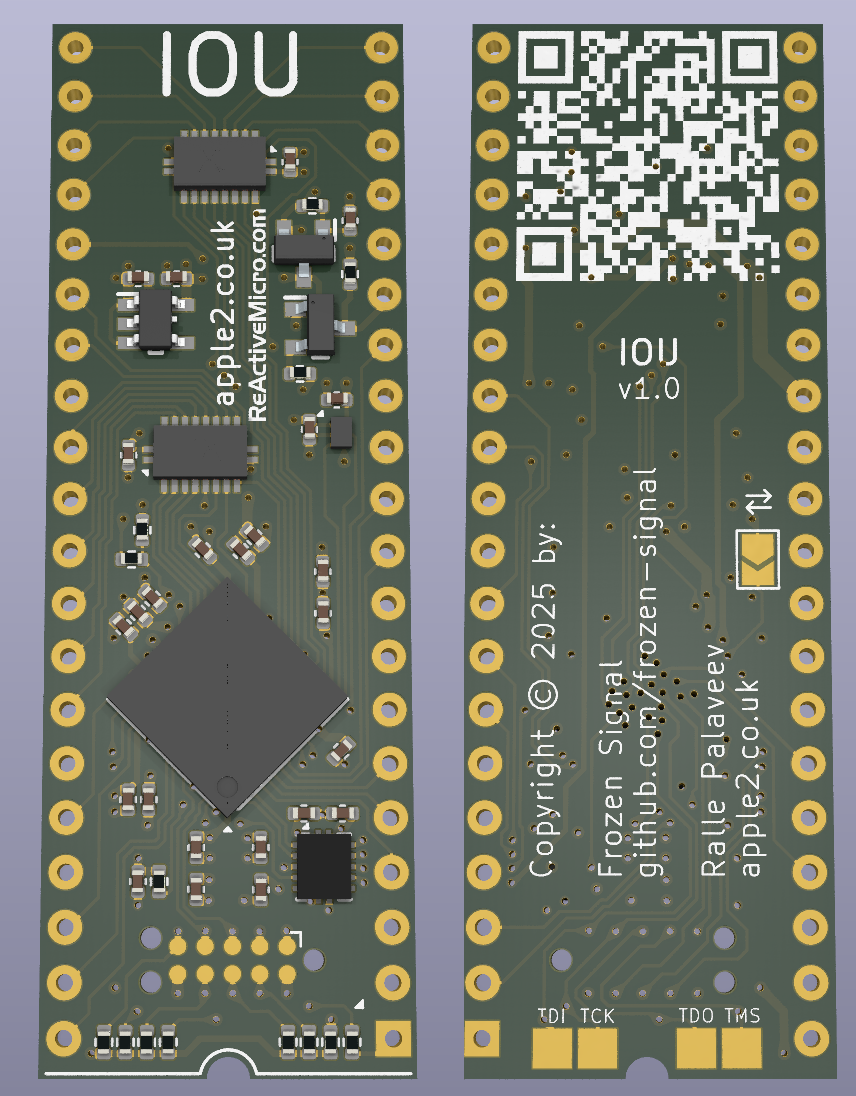 IOU
apple2.co.uk
ReActiveMicro.com
IOU
v1.0
Copyright © 2025 by:
Frozen Signal
github.com/frozen-signal
Ralle Palaveev
apple2.co.uk
TDI TCK TDO TMS